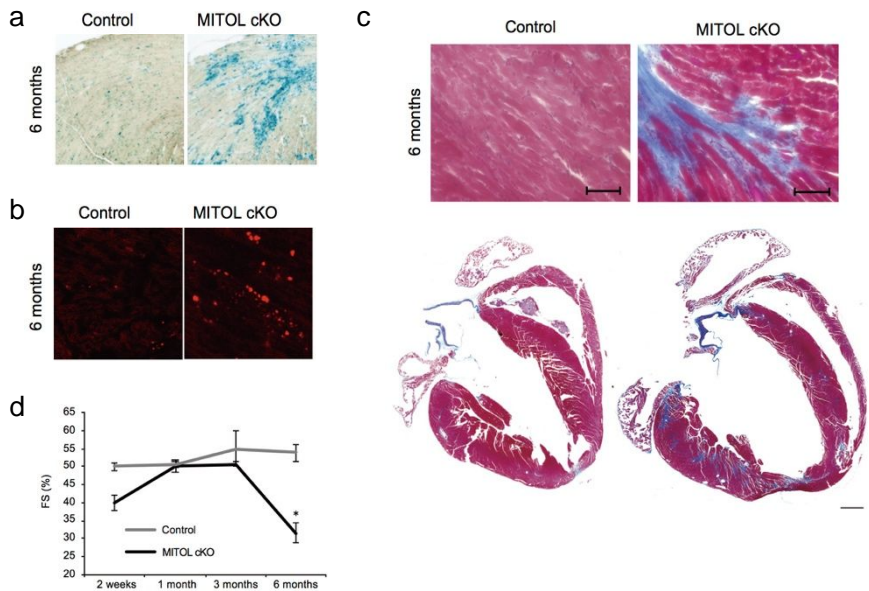 a
Control MITOL cKO
6 months
b
Control MITOL cKO
6 months
c
Control MITOL cKO
6 months
d
65
60
55
50
45
40
35
30
25
20
FS (%)
*
Control
MITOL cKO
2 weeks 1 month 3 months 6 months